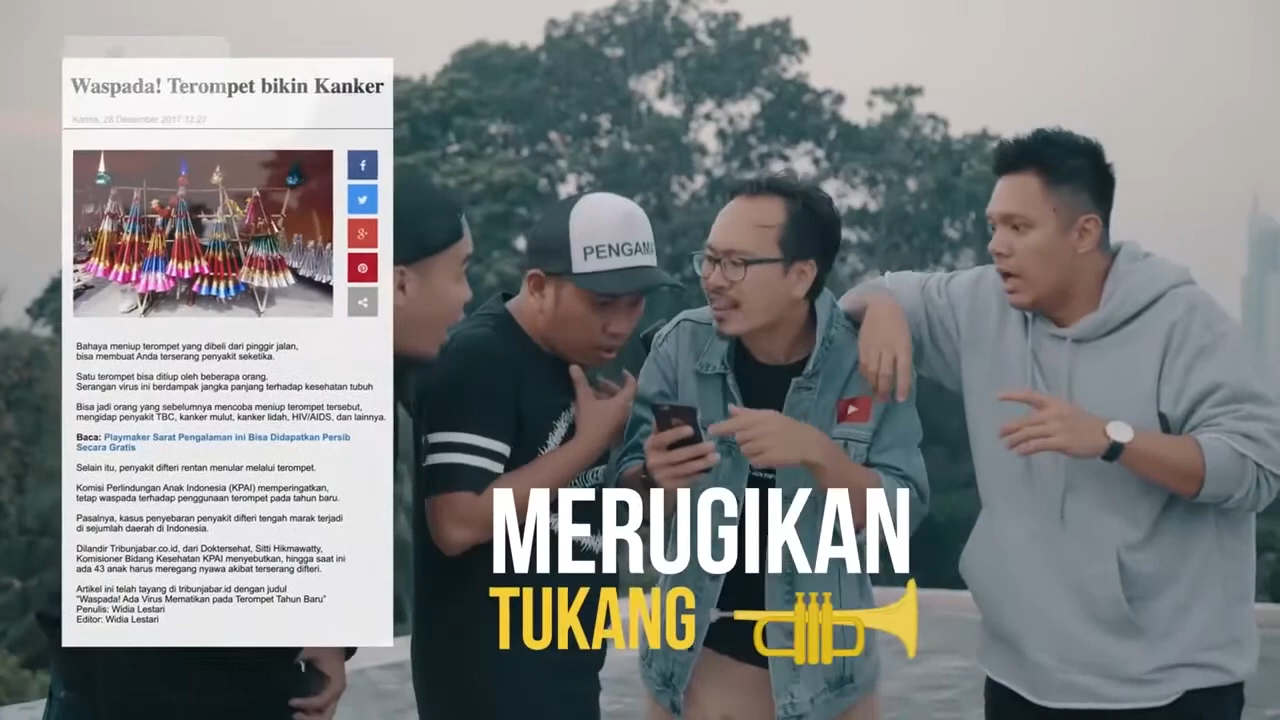 Waspada! Terompet bikin Kanker
Kamis, 28 Desember 2017 12:27
Bahaya meniup terompet yang dibeli dari pinggir jalan,
bisa membuat Anda terserang penyakit seketika.
Satu terompet bisa ditiup oleh beberapa orang.
Serangan virus ini berdampak jangka panjang terhadap kesehatan tubuh
Bisa jadi orang yang sebelumnya mencoba meniup terompet tersebut,
mengidap penyakit TBC, kanker mulut, kanker lidah, HIV/AIDS, dan lainnya.
Baca: Playmaker Sarat Pengalaman ini Bisa Didapatkan Persib
Secara Gratis
Selain itu, penyakit difteri rentan menular melalui terompet.
Komisi Perlindungan Anak Indonesia (KPAI) memperingatkan,
tetap waspada terhadap penggunaan terompet pada tahun baru.
Pasalnya, kasus penyebaran penyakit difteri tengah marak terjadi
di sejumlah daerah di Indonesia.
Dilandir Tribunjabar.co.id, dari Doktersehat, Sitti Hikmawatty,
Komisioner Bidang Kesehatan KPAI menyebutkan, hingga saat ini
ada 43 anak harus meregang nyawa akibat terserang difteri.
Artikel ini telah tayang di tribunjabar.id dengan judul
"Waspada! Ada Virus Mematikan pada Terompet Tahun Baru"
Penulis: Widia Lestari
Editor: Widia Lestari
PENGAMA
MERUGIKAN
TUKANG